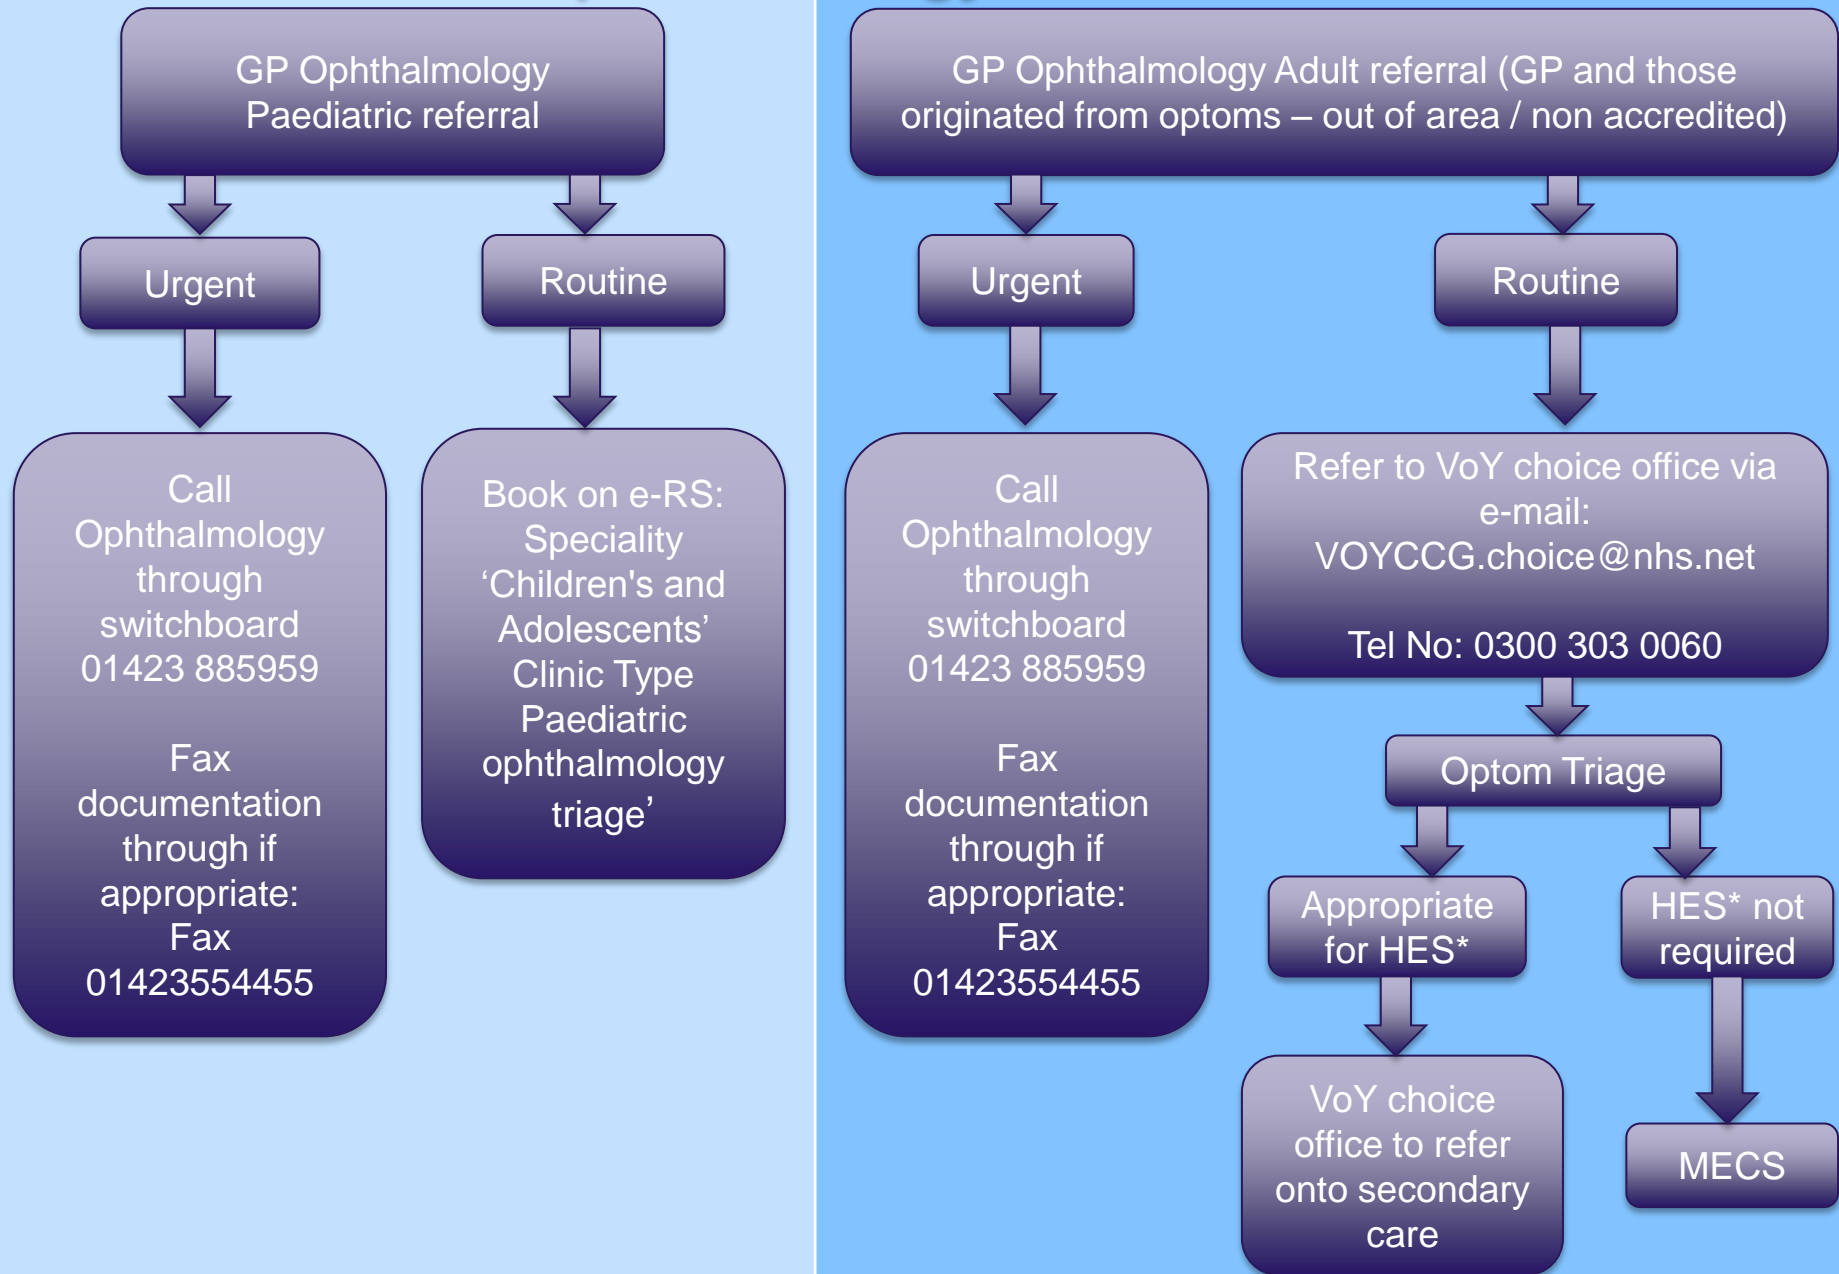 GP Ophthalmology
Paediatric referral
Urgent
Routine
Call
Ophthalmology
through
switchboard
01423 885959
Fax
documentation
through if
appropriate:
Fax
01423554455
Book on e-RS:
Speciality
‘Children's and
Adolescents’
Clinic Type
Paediatric
ophthalmology
triage’
GP Ophthalmology Adult referral (GP and those
originated from optoms – out of area / non accredited)
Urgent
Routine
Call
Ophthalmology
through
switchboard
01423 885959
Fax
documentation
through if
appropriate:
Fax
01423554455
Refer to VoY choice office via
e-mail:
VOYCCG.choice@nhs.net
Tel No: 0300 303 0060
Optom Triage
Appropriate
for HES*
HES* not
required
VoY choice
office to refer
onto secondary
care
MECS